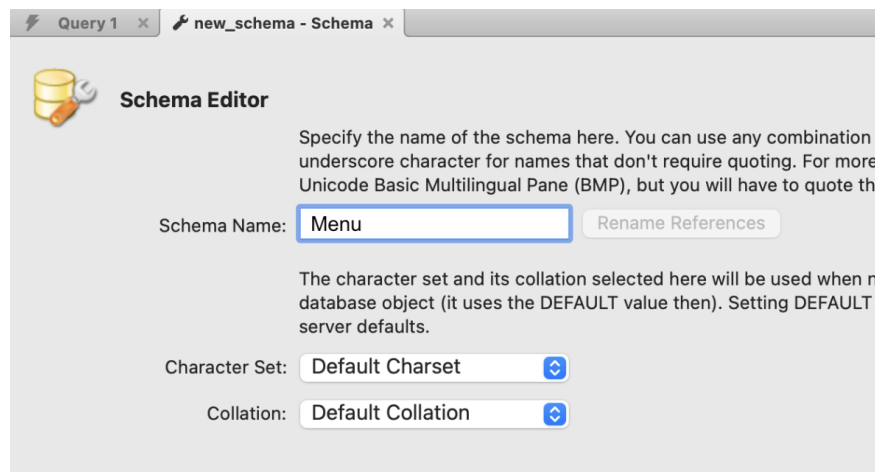 Query 1
new_schema - Schema
Schema Editor
Specify the name of the schema here. You can use any combination
underscore character for names that don't require quoting. For more
Unicode Basic Multilingual Pane (BMP), but you will have to quote th
Schema Name: Menu Rename References
The character set and its collation selected here will be used when n
database object (it uses the DEFAULT value then). Setting DEFAULT
server defaults.
Character Set: Default Charset
Collation: Default Collation